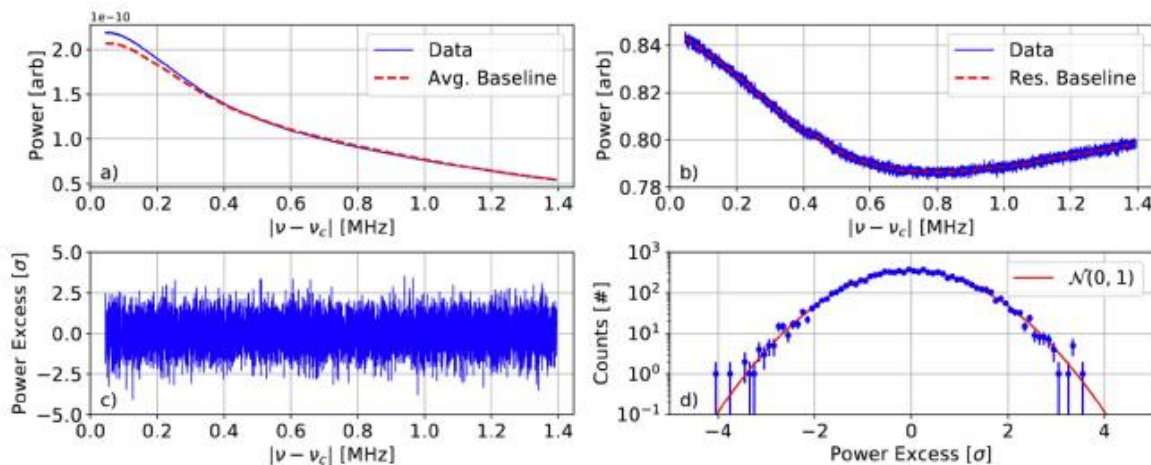 1e-10
2.0
1.5
1.0
0.5
Power [arb]
Data
Avg. Baseline
a)
0.0 0.2 0.4 0.6 0.8 1.0 1.2 1.4
|ν − ν_c| [MHz]
0.84
0.82
0.80
0.78
Power [arb]
Data
Res. Baseline
b)
0.0 0.2 0.4 0.6 0.8 1.0 1.2 1.4
|ν − ν_c| [MHz]
5.0
2.5
0.0
−2.5
−5.0
Power Excess [σ]
c)
0.0 0.2 0.4 0.6 0.8 1.0 1.2 1.4
|ν − ν_c| [MHz]
10³
10²
10¹
10⁰
10⁻¹
Counts [#]
𝒩(0, 1)
d)
−4 −2 0 2 4
Power Excess [σ]